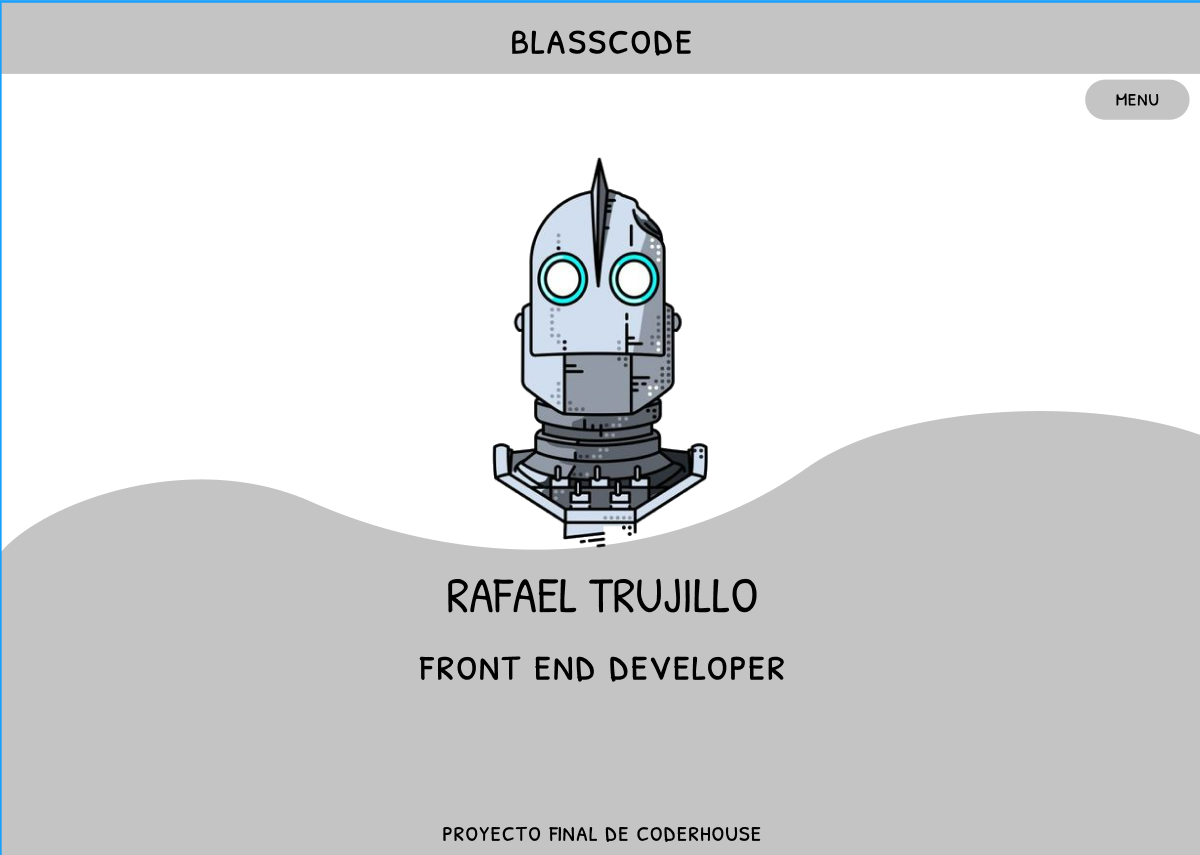 BLASSCODE
MENU
RAFAEL TRUJILLO
FRONT END DEVELOPER
PROYECTO FINAL DE CODERHOUSE